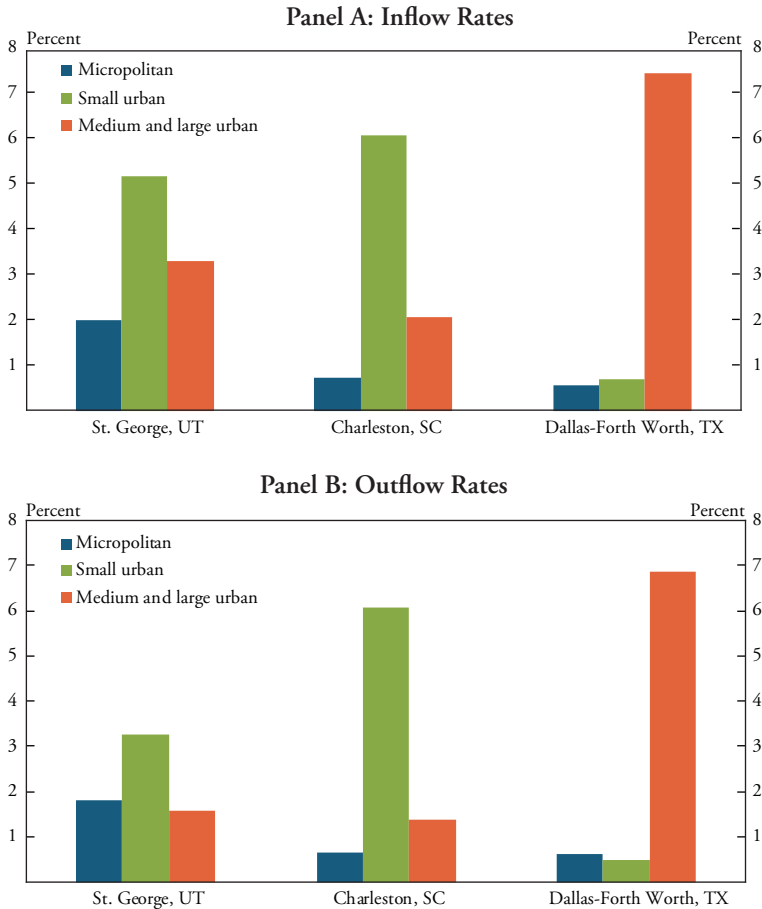 Panel A: Inflow Rates
Percent Percent
8 8
Micropolitan
7 7
Small urban
Medium and large urban
6 6
5 5
4 4
3 3
2 2
1 1
St. George, UT Charleston, SC Dallas-Forth Worth, TX
Panel B: Outflow Rates
Percent Percent
8 8
Micropolitan
7 7
Small urban
Medium and large urban
6 6
5 5
4 4
3 3
2 2
1 1
St. George, UT Charleston, SC Dallas-Forth Worth, TX